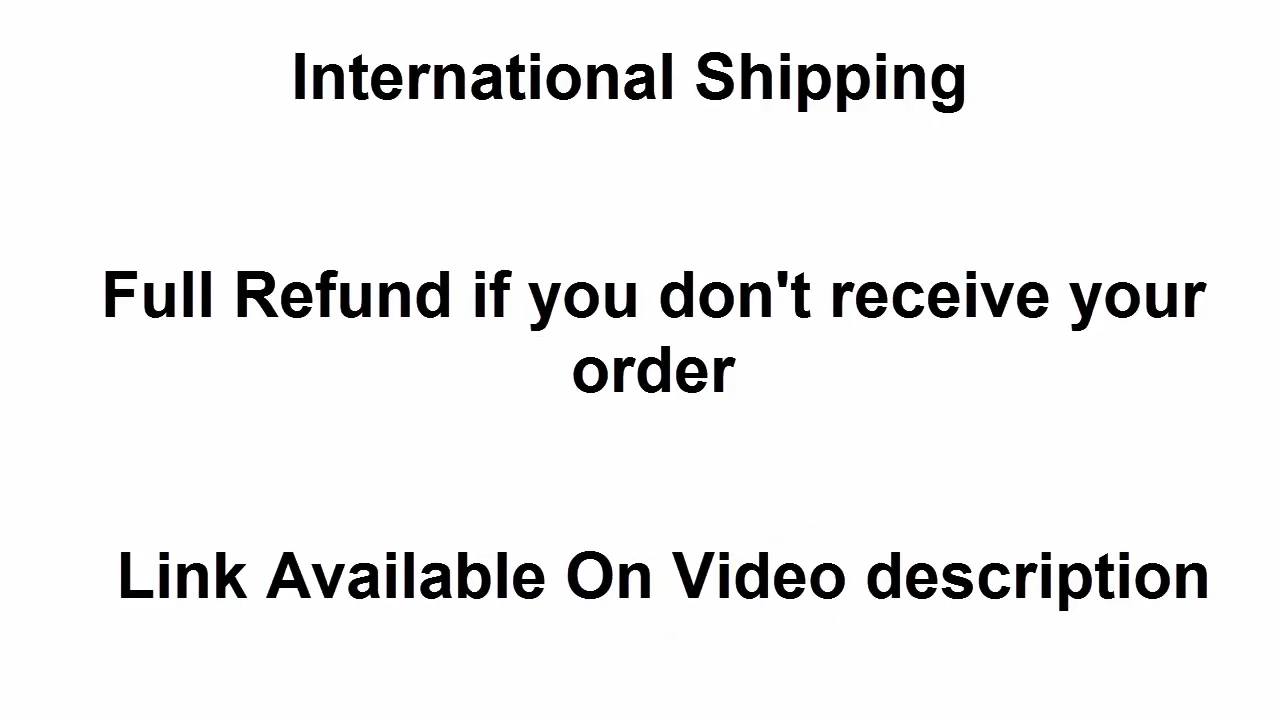 International Shipping
Full Refund if you don't receive your
order
Link Available On Video description